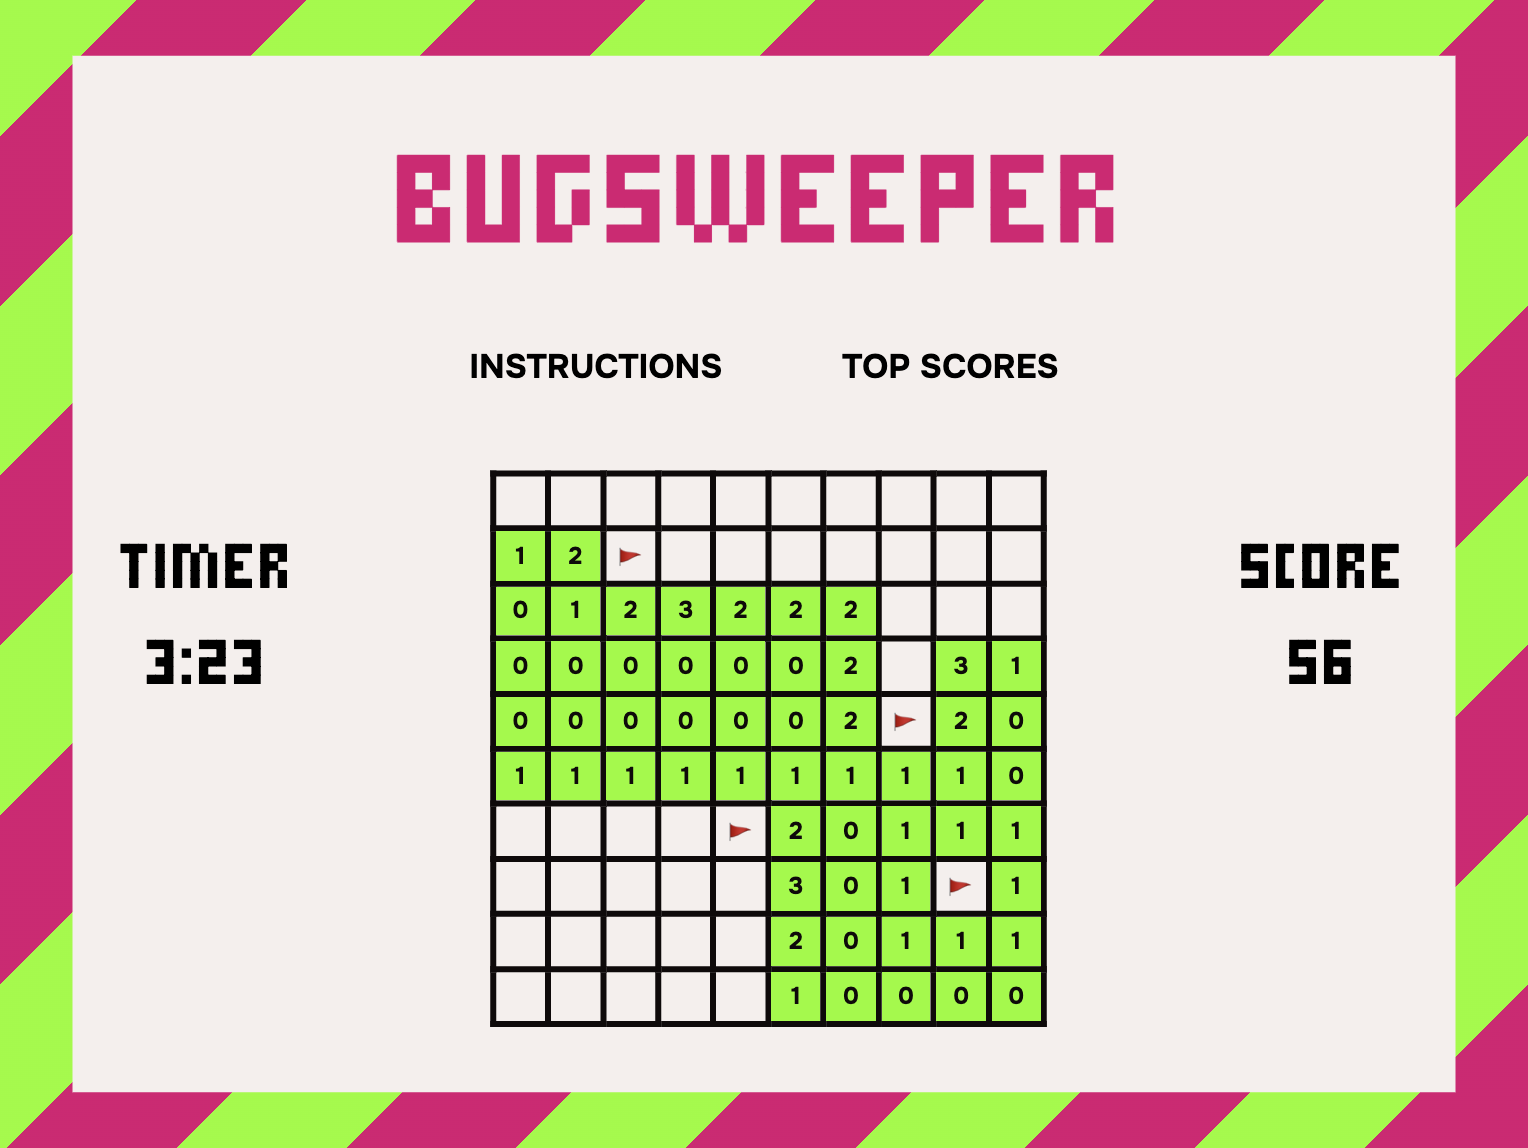 BUGSWEEPER
INSTRUCTIONS TOP SCORES
TIMER
3:23
SCORE
56
1 2
0 1 2 3 2 2 2
0 0 0 0 0 0 2 3 1
0 0 0 0 0 0 2 2 0
1 1 1 1 1 1 1 1 1 0
2 0 1 1 1
3 0 1 1
2 0 1 1 1
1 0 0 0 0